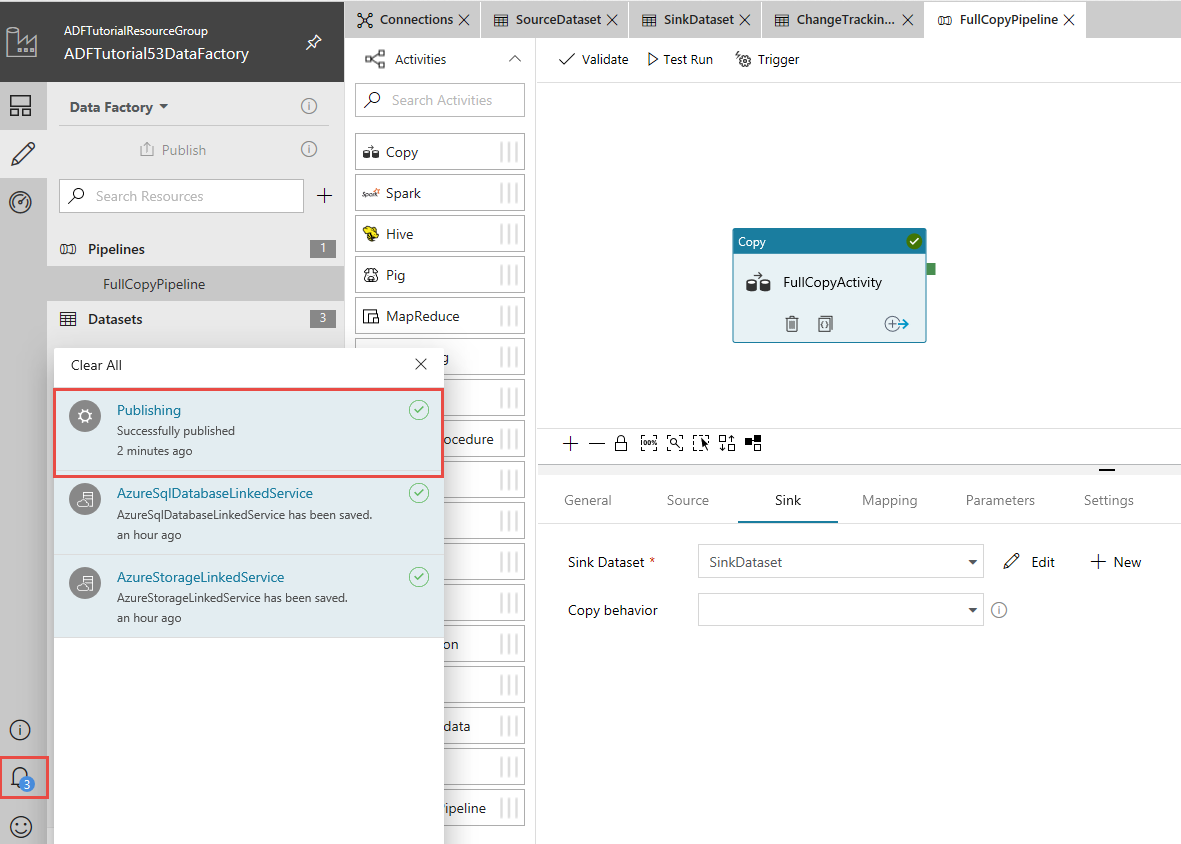 ADFTutorialResourceGroup
ADFTutorial53DataFactory
Connections
SourceDataset
SinkDataset
ChangeTrackin...
FullCopyPipeline
Data Factory
Publish
Search Resources
Pipelines
1
FullCopyPipeline
Datasets
3
Activities
Search Activities
Copy
Spark
Spark
Hive
Pig
MapReduce
g
ocedure
on
data
ipeline
Clear All
Publishing
Successfully published
2 minutes ago
AzureSqlDatabaseLinkedService
AzureSqlDatabaseLinkedService has been saved.
an hour ago
AzureStorageLinkedService
AzureStorageLinkedService has been saved.
an hour ago
3
Validate
Test Run
Trigger
Copy
FullCopyActivity
100%
General
Source
Sink
Mapping
Parameters
Settings
Sink Dataset *
SinkDataset
Edit
New
Copy behavior